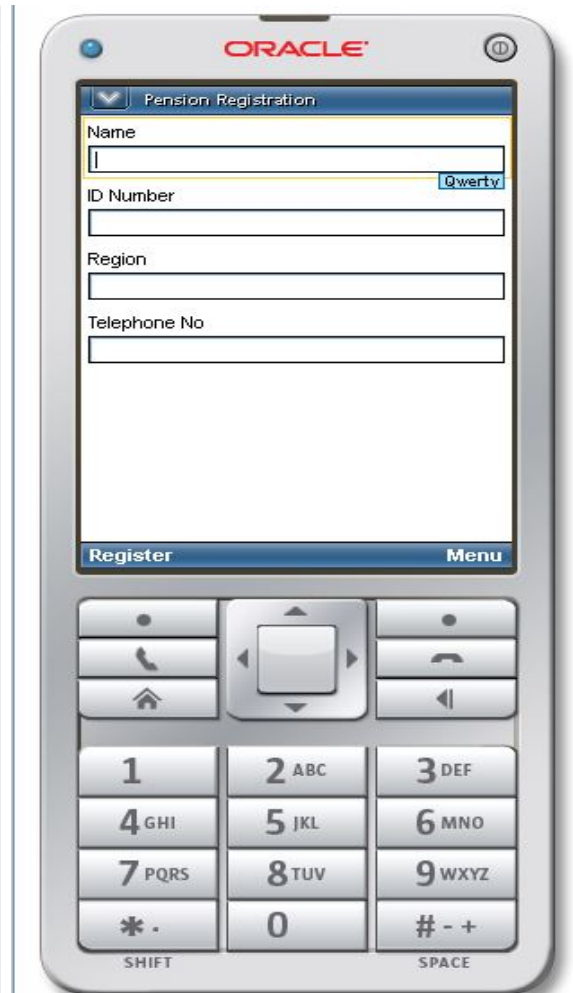 ORACLE
Pension Registration
Name
Qwerty
ID Number
Region
Telephone No
Register Menu
1 2 ABC 3 DEF
4 GHI 5 JKL 6 MNO
7 PQRS 8 TUV 9 WXYZ
* . 0 # - +
SHIFT SPACE